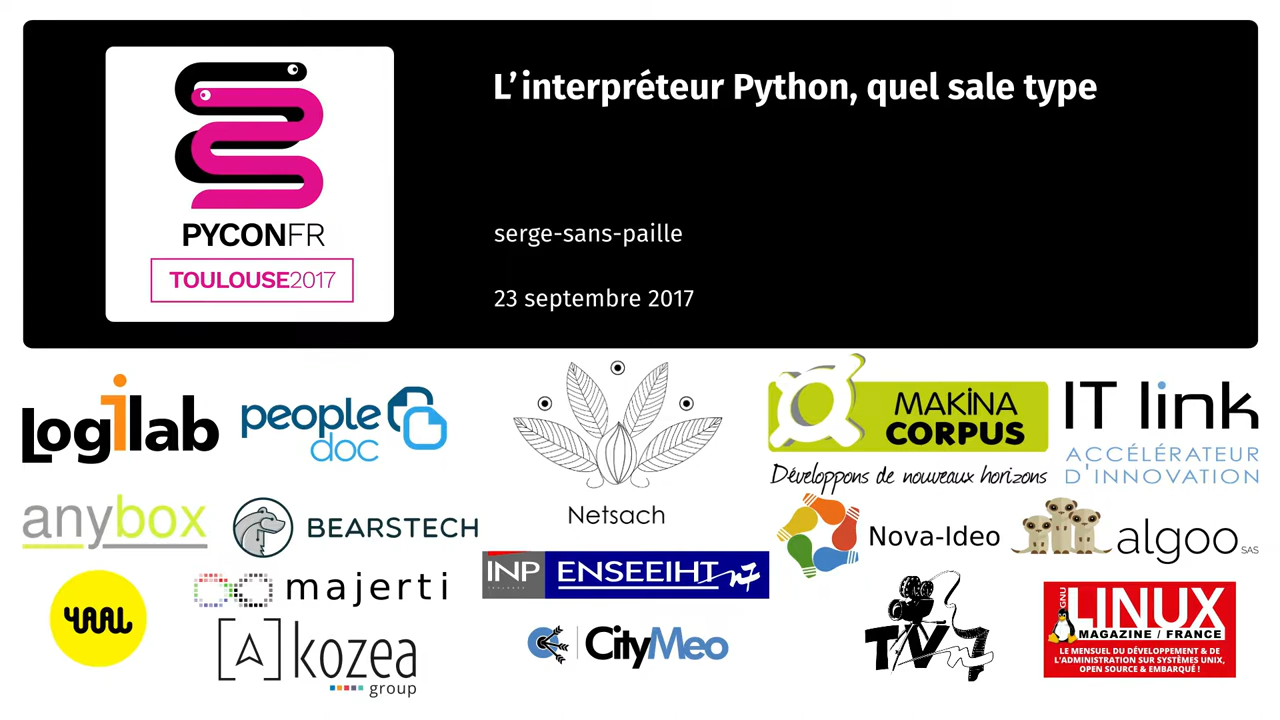 L’interpréteur Python, quel sale type
PYCONFR
TOULOUSE2017
serge-sans-paille
23 septembre 2017
Logilab
people doc
Netsach
MAKINA CORPUS
Développons de nouveaux horizons
IT link
ACCÉLÉRATEUR
D'INNOVATION
anybox
BEARSTECH
Nova-Ideo
algoo SAS
INP ENSEEIHT n7
majerti
YAAL
[A]kozea
group
CityMeo
TVn7
GNU
LINUX
MAGAZINE / FRANCE
LE MENSUEL DU DÉVELOPPEMENT & DE
L'ADMINISTRATION SUR SYSTÈMES UNIX,
OPEN SOURCE & EMBARQUÉ !